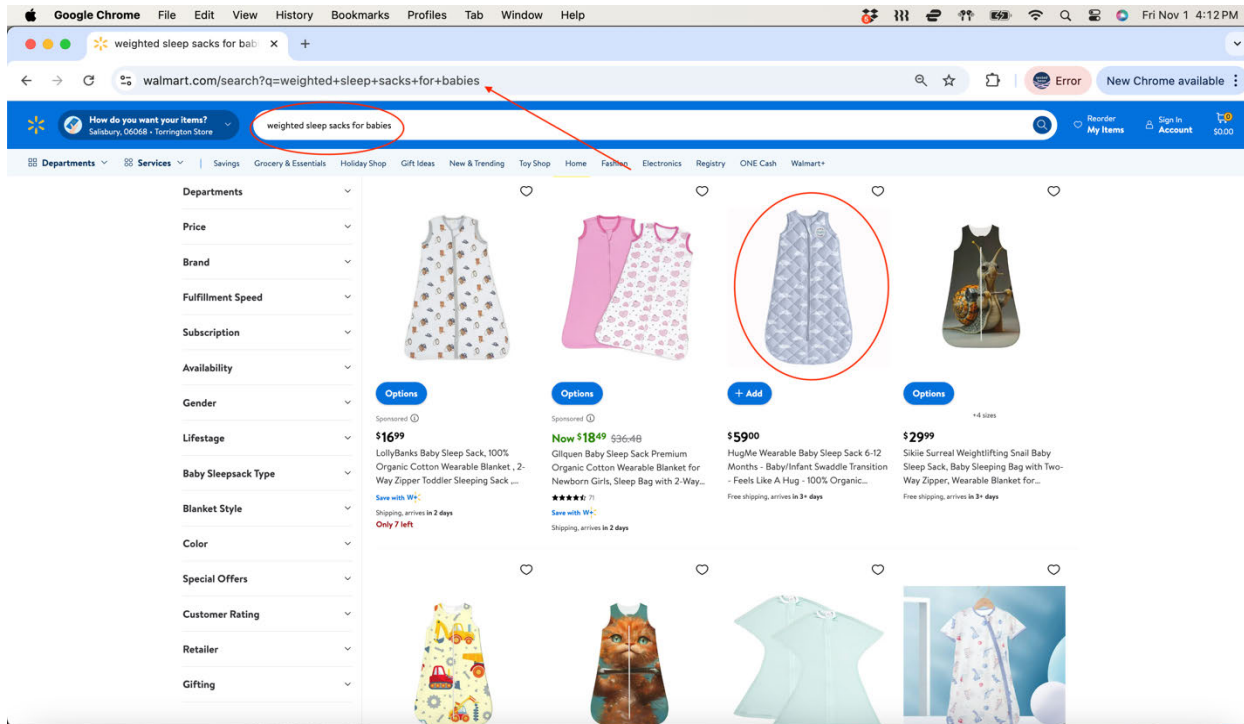 Google Chrome File Edit View History Bookmarks Profiles Tab Window Help Fri Nov 1 4:12 PM
weighted sleep sacks for bab
walmart.com/search?q=weighted+sleep+sacks+for+babies Error New Chrome available
How do you want your items?
Salisbury, 06068 • Torrington Store
weighted sleep sacks for babies
Reorder
My Items
Sign In
Account
$0.00
Departments Services Savings Grocery & Essentials Holiday Shop Gift Ideas New & Trending Toy Shop Home Fashion Electronics Registry ONE Cash Walmart+
Departments
Price
Brand
Fulfillment Speed
Subscription
Availability
Gender
Lifestage
Baby Sleepsack Type
Blanket Style
Color
Special Offers
Customer Rating
Retailer
Gifting
Options
Sponsored
$1699
LollyBanks Baby Sleep Sack, 100%
Organic Cotton Wearable Blanket , 2-
Way Zipper Toddler Sleeping Sack ,...
Save with W+
Shipping, arrives in 2 days
Only 7 left
Options
Sponsored
Now $1849 $36.48
Gllquen Baby Sleep Sack Premium
Organic Cotton Wearable Blanket for
Newborn Girls, Sleep Bag with 2-Way...
71
Save with W+
Shipping, arrives in 2 days
+ Add
$5900
HugMe Wearable Baby Sleep Sack 6-12
Months - Baby/Infant Swaddle Transition
- Feels Like A Hug - 100% Organic...
Free shipping, arrives in 3+ days
Options
+4 sizes
$2999
Sikiie Surreal Weightlifting Snail Baby
Sleep Sack, Baby Sleeping Bag with Two-
Way Zipper, Wearable Blanket for...
Free shipping, arrives in 3+ days